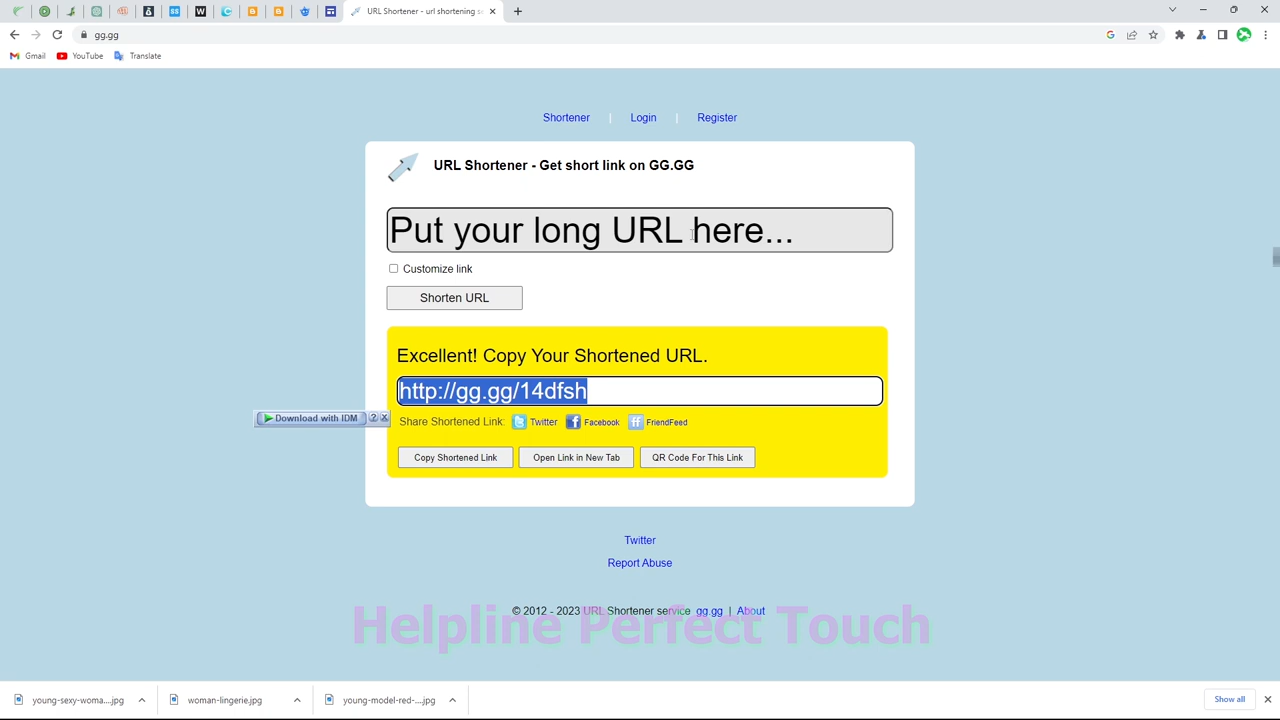 URL Shortener - url shortening se
gg.gg
Gmail YouTube Translate
Shortener | Login | Register
URL Shortener - Get short link on GG.GG
Put your long URL here...
Customize link
Shorten URL
Excellent! Copy Your Shortened URL.
http://gg.gg/14dfsh
Download with IDM ?
Share Shortened Link: Twitter Facebook FriendFeed
Copy Shortened Link Open Link in New Tab QR Code For This Link
Twitter
Report Abuse
© 2012 - 2023 URL Shortener service gg.gg | About
Helpline Perfect Touch
young-sexy-woma....jpg woman-lingerie.jpg young-model-red-....jpg Show all